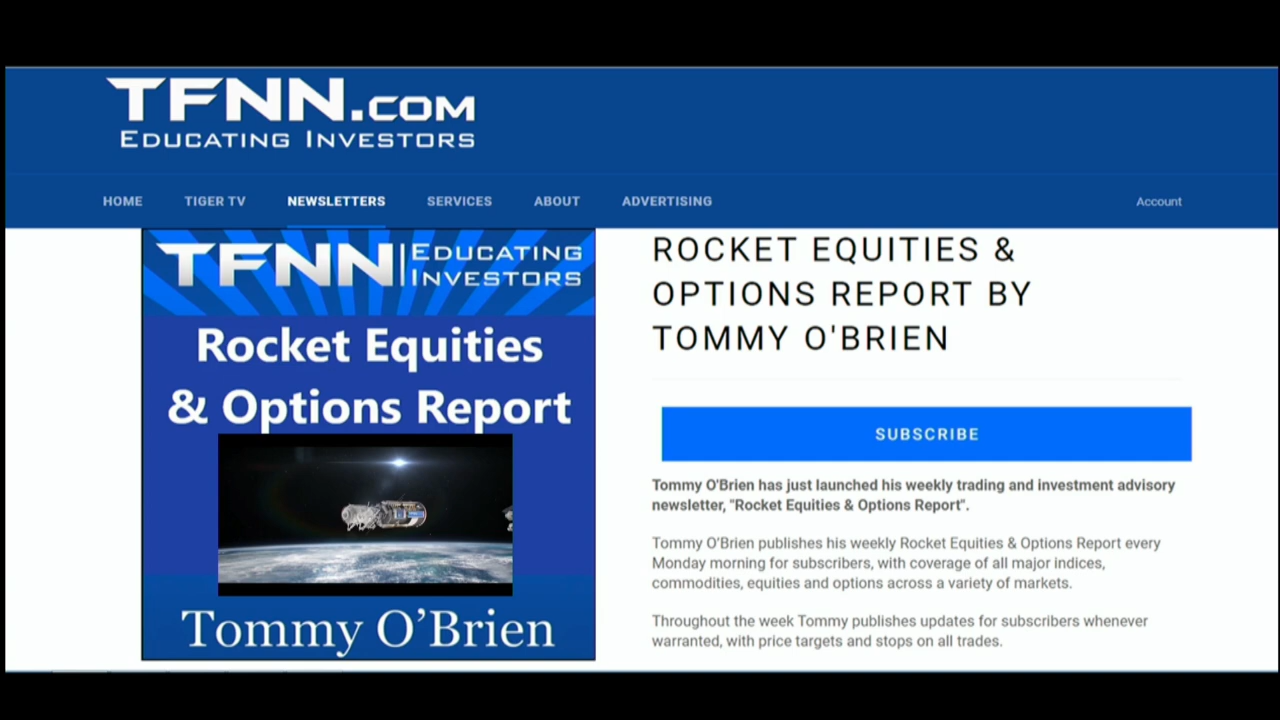 TFNN.COM
EDUCATING INVESTORS
HOME TIGER TV NEWSLETTERS SERVICES ABOUT ADVERTISING Account
TFNN EDUCATING
INVESTORS
Rocket Equities
& Options Report
Tommy O’Brien
ROCKET EQUITIES &
OPTIONS REPORT BY
TOMMY O'BRIEN
SUBSCRIBE
Tommy O'Brien has just launched his weekly trading and investment advisory
newsletter, "Rocket Equities & Options Report".
Tommy O’Brien publishes his weekly Rocket Equities & Options Report every
Monday morning for subscribers, with coverage of all major indices,
commodities, equities and options across a variety of markets.
Throughout the week Tommy publishes updates for subscribers whenever
warranted, with price targets and stops on all trades.